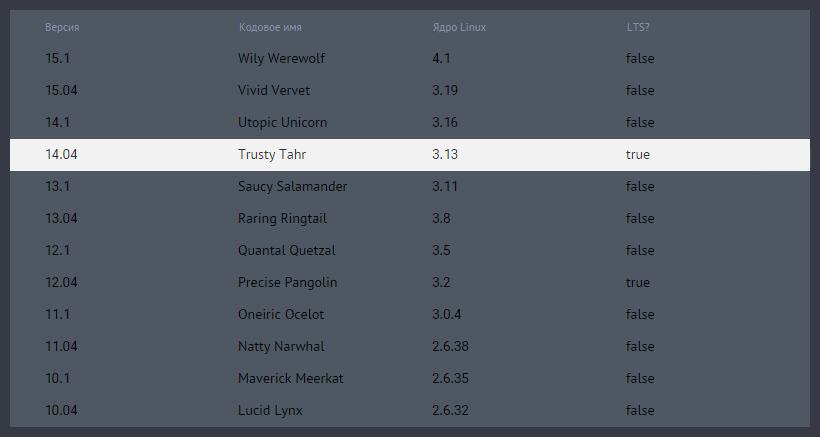 Версия Кодовое имя Ядро Linux LTS?
15.1 Wily Werewolf 4.1 false
15.04 Vivid Vervet 3.19 false
14.1 Utopic Unicorn 3.16 false
14.04 Trusty Tahr 3.13 true
13.1 Saucy Salamander 3.11 false
13.04 Raring Ringtail 3.8 false
12.1 Quantal Quetzal 3.5 false
12.04 Precise Pangolin 3.2 true
11.1 Oneiric Ocelot 3.0.4 false
11.04 Natty Narwhal 2.6.38 false
10.1 Maverick Meerkat 2.6.35 false
10.04 Lucid Lynx 2.6.32 false